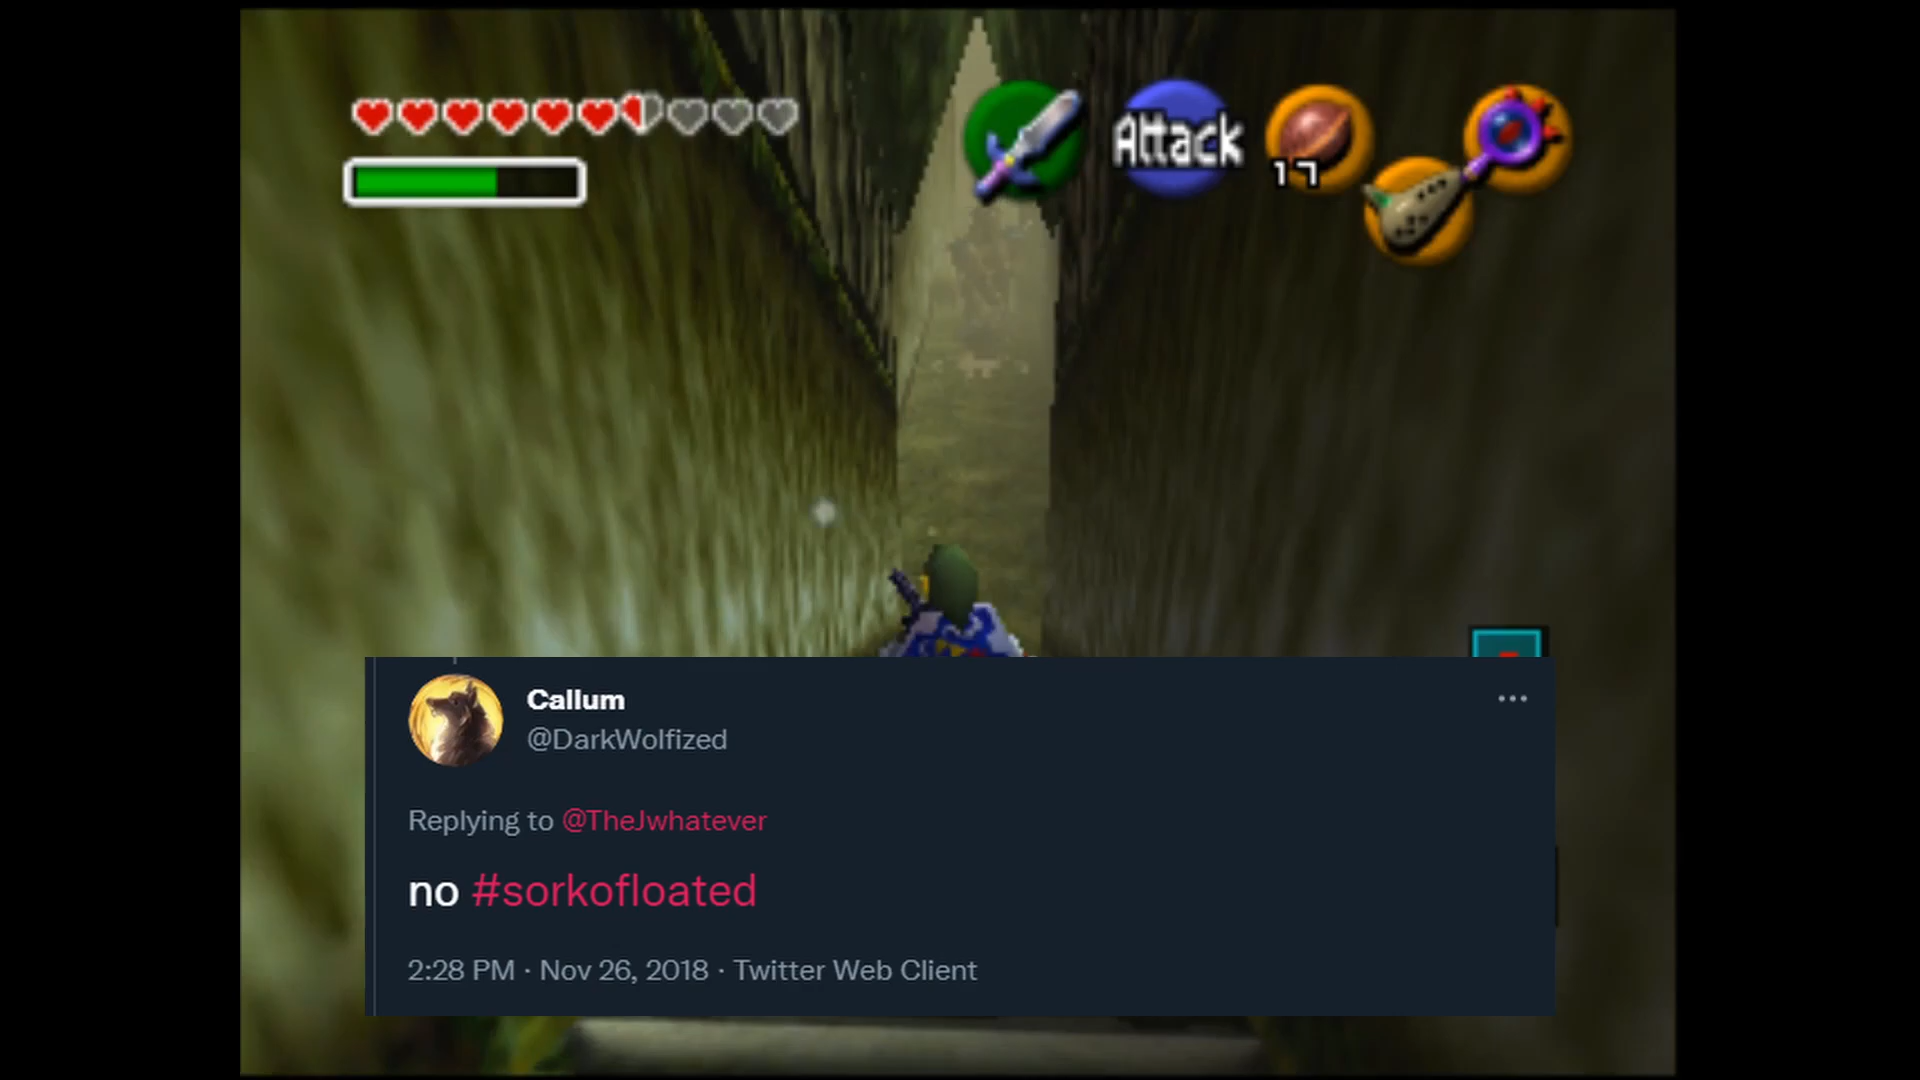 Attack
17
Callum
@DarkWolfized
Replying to @TheJwhatever
no #sorkofloated
2:28 PM · Nov 26, 2018 · Twitter Web Client